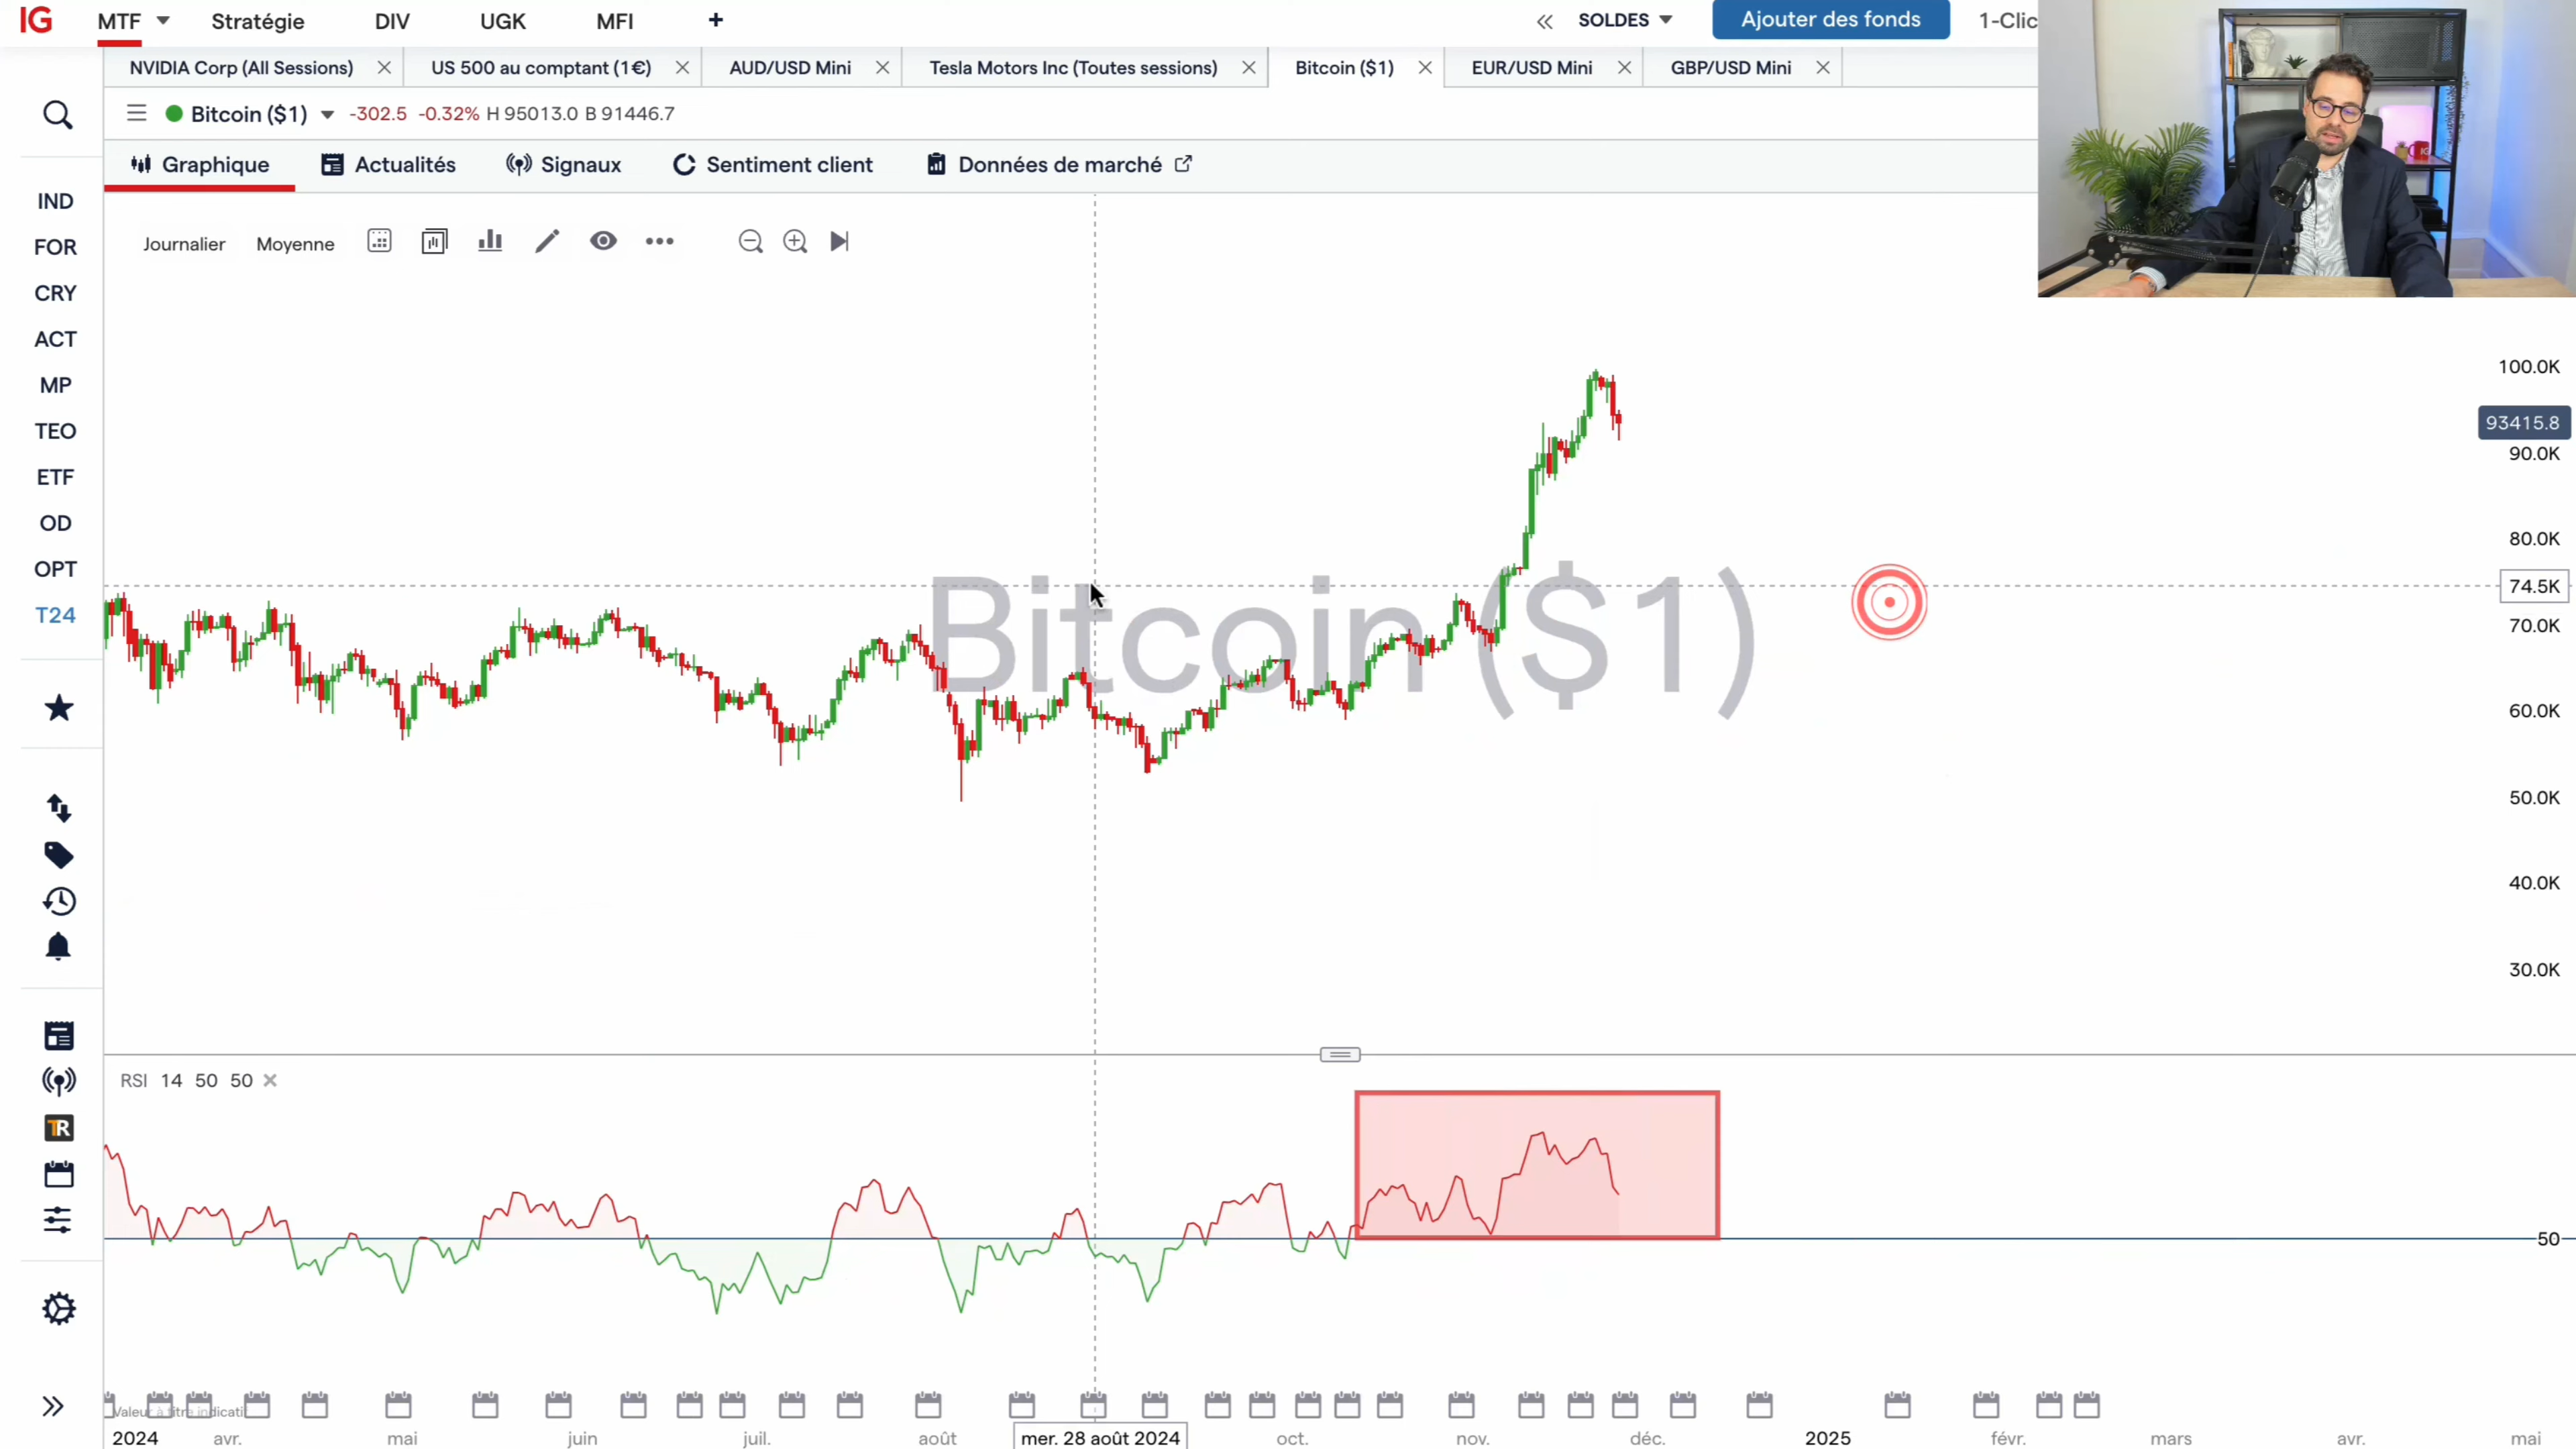 IG MTF Stratégie DIV UGK MFI + SOLDES Ajouter des fonds 1-Clic
NVIDIA Corp (All Sessions) US 500 au comptant (1€) AUD/USD Mini Tesla Motors Inc (Toutes sessions) Bitcoin ($1) EUR/USD Mini GBP/USD Mini
Bitcoin ($1) -302.5 -0.32% H 95013.0 B 91446.7
Graphique Actualités Signaux Sentiment client Données de marché
Journalier Moyenne
IND
FOR
CRY
ACT
MP
TEO
ETF
OD
OPT
T24
TR
Bitcoin ($1)
100.0K
93415.8
90.0K
80.0K
74.5K
70.0K
60.0K
50.0K
40.0K
30.0K
RSI 14 50 50
50
Valeur à titre indicatif
2024 avr. mai juin juil. août mer. 28 août 2024 oct. nov. déc. 2025 févr. mars avr. mai